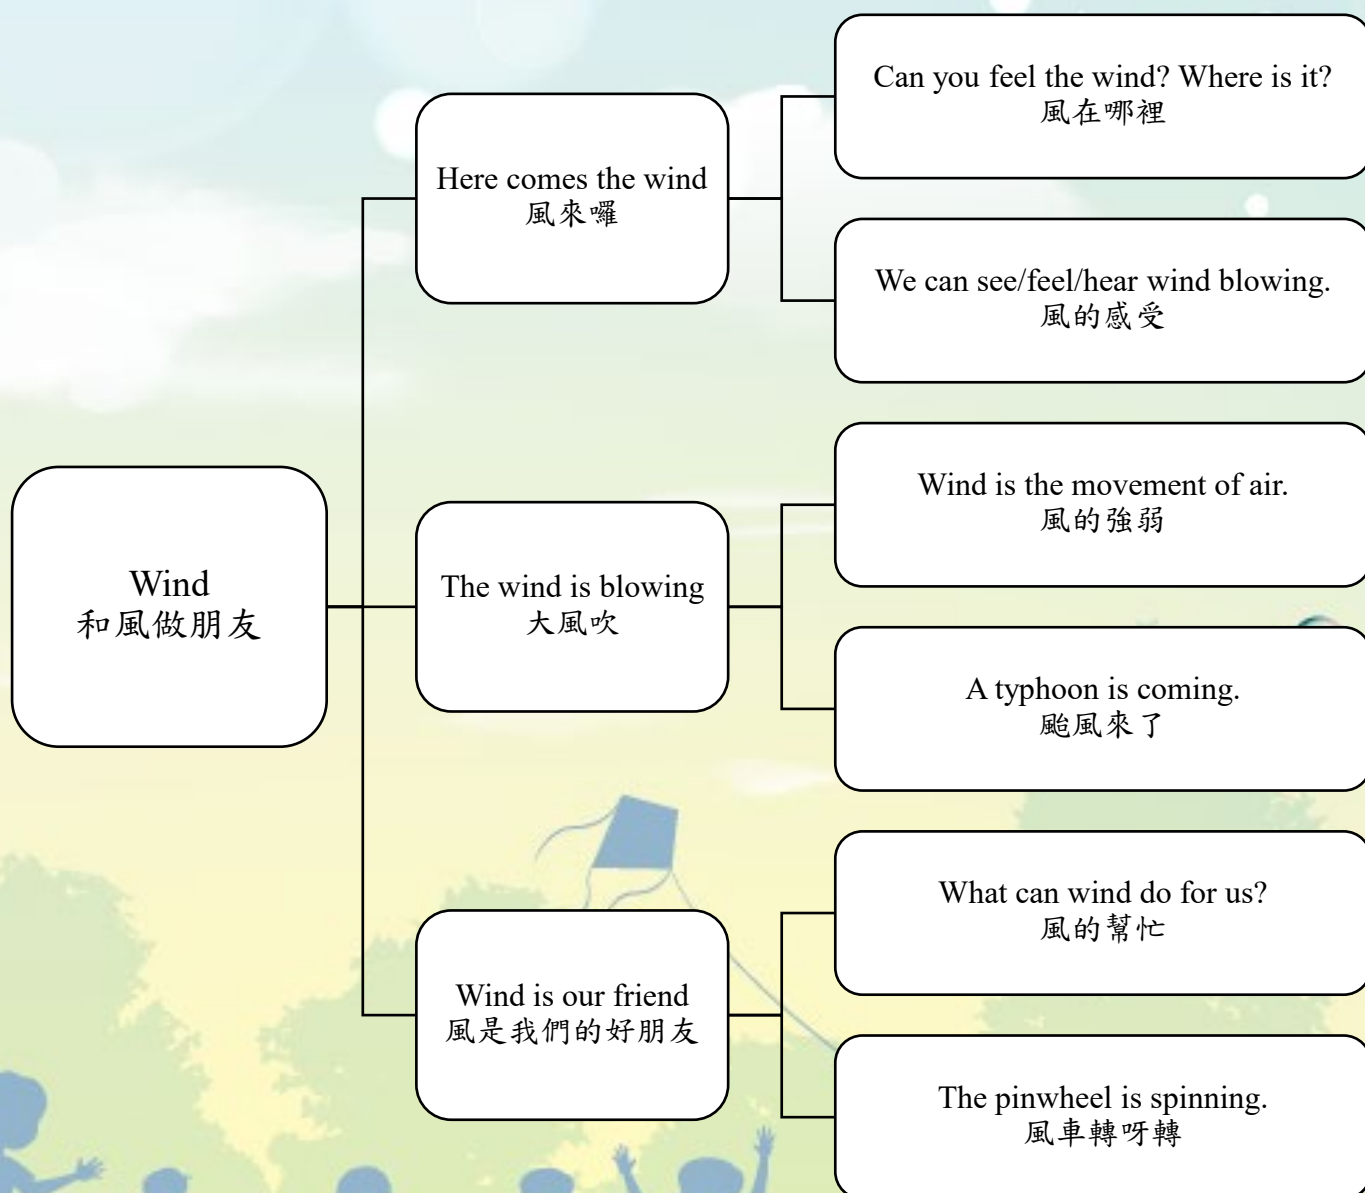 Wind
和風做朋友
Here comes the wind
風來囉
Can you feel the wind? Where is it?
風在哪裡
We can see/feel/hear wind blowing.
風的感受
The wind is blowing
大風吹
Wind is the movement of air.
風的強弱
A typhoon is coming.
颱風來了
Wind is our friend
風是我們的好朋友
What can wind do for us?
風的幫忙
The pinwheel is spinning.
風車轉呀轉